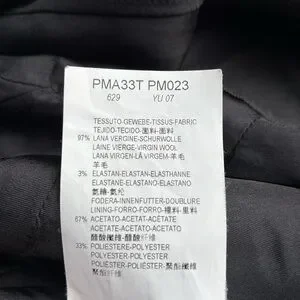 PMA33T PM023
629 YU 07
TESSUTO-GEWEBE-TISSUS-FABRIC
TEJIDO-TECIDO-面料-面料
97% LANA VERGINE-SCHURWOLLE
LAINE VIERGE-VIRGIN WOOL
LANA VIRGEN-LÃ VIRGEM-羊毛
羊毛
3% ELASTAN-ELASTAN-ELASTHANNE
ELASTANE-ELASTANO-ELASTANO
氨綸-氨纶
FODERA-INNENFUTTER-DOUBLURE
LINING-FORRO-FORRO-裡料-里料
67% ACETATO-ACETAT-ACÉTATE
ACETATE-ACETATO-ACETATO
醋酸纖維-醋酸纤维
33% POLIESTERE-POLYESTER
POLYESTER-POLYESTER
POLIÉSTER-POLIÉSTER-聚酯纖維
聚酯纤维